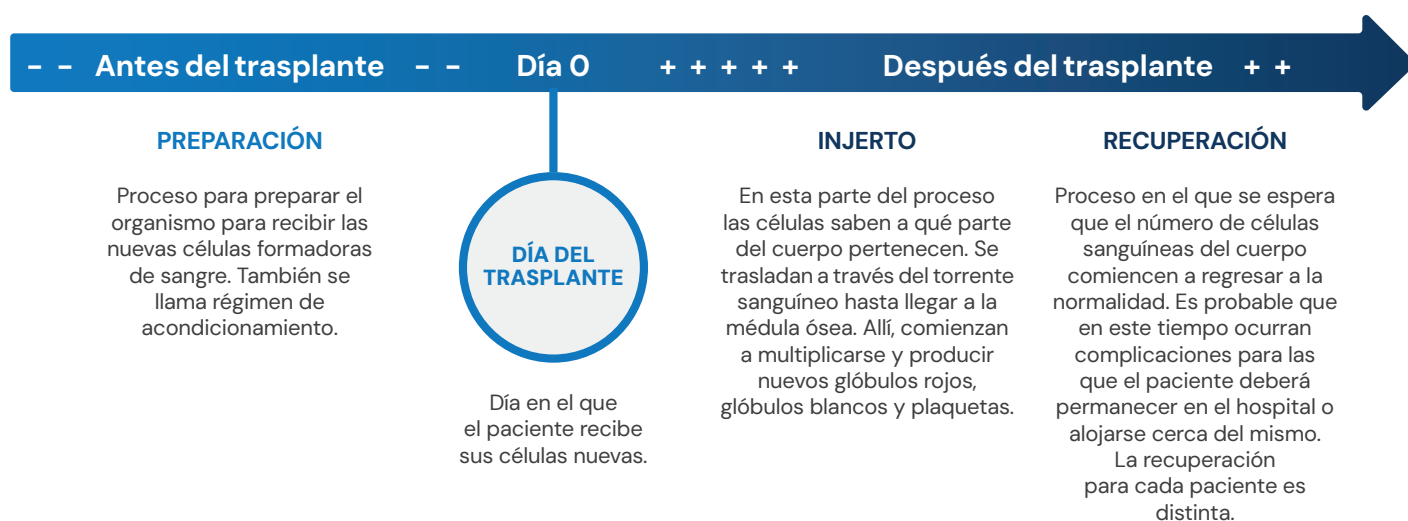 - - Antes del trasplante - - Día 0 + + + + + Después del trasplante + +
PREPARACIÓN
Proceso para preparar el
organismo para recibir las
nuevas células formadoras
de sangre. También se
llama régimen de
acondicionamiento.
DÍA DEL
TRASPLANTE
Día en el que
el paciente recibe
sus células nuevas.
INJERTO
En esta parte del proceso
las células saben a qué parte
del cuerpo pertenecen. Se
trasladan a través del torrente
sanguíneo hasta llegar a la
médula ósea. Allí, comienzan
a multiplicarse y producir
nuevos glóbulos rojos,
glóbulos blancos y plaquetas.
RECUPERACIÓN
Proceso en el que se espera
que el número de células
sanguíneas del cuerpo
comiencen a regresar a la
normalidad. Es probable que
en este tiempo ocurran
complicaciones para las
que el paciente deberá
permanecer en el hospital o
alojarse cerca del mismo.
La recuperación
para cada paciente es
distinta.